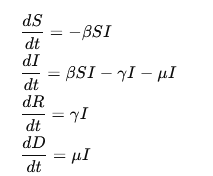 dS/dt = −βSI
dI/dt = βSI − γI − μI
dR/dt = γI
dD/dt = μI